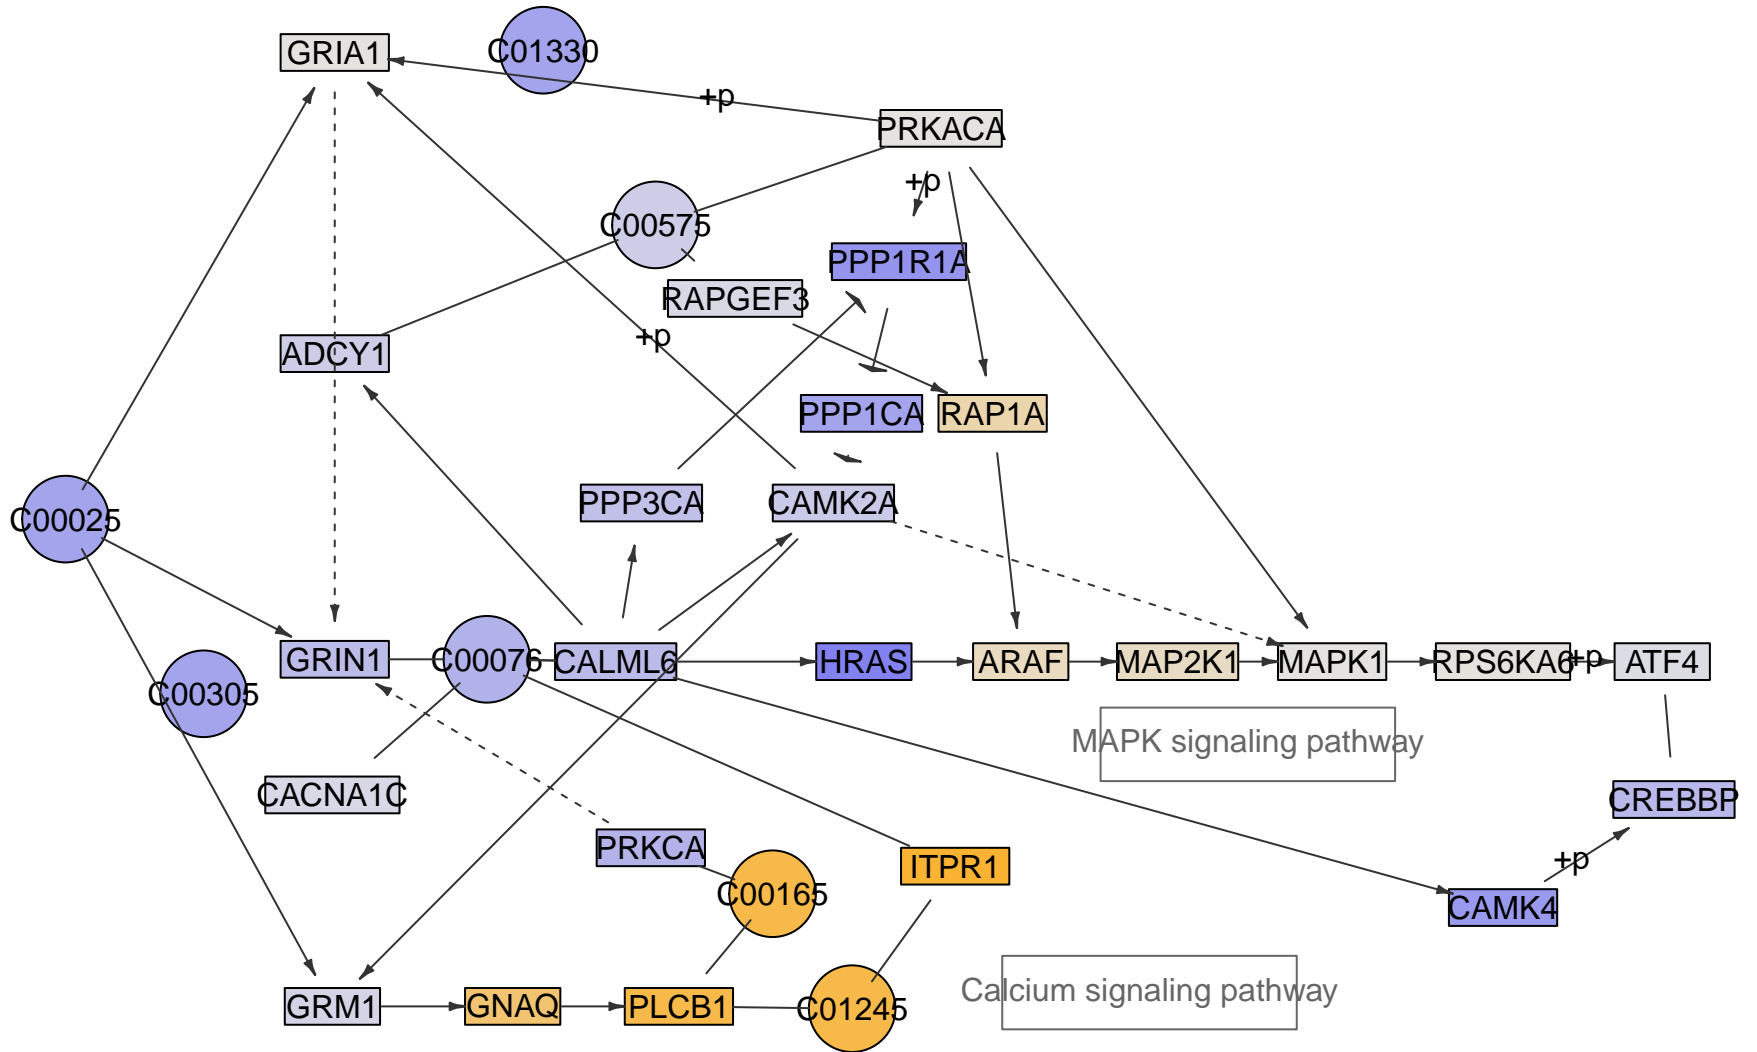 GRIA1
C01330
+p
PRKACA
+p
C00575
PPP1R1A
RAPGEF3
+p
ADCY1
PPP1CA
RAP1A
C00025
PPP3CA
CAMK2A
GRIN1
C00076
CALML6
HRAS
ARAF
MAP2K1
MAPK1
RPS6KA6
+p
ATF4
C00305
MAPK signaling pathway
CACNA1C
CREBBP
PRKCA
ITPR1
+p
C00165
CAMK4
Calcium signaling pathway
GRM1
GNAQ
PLCB1
C01245